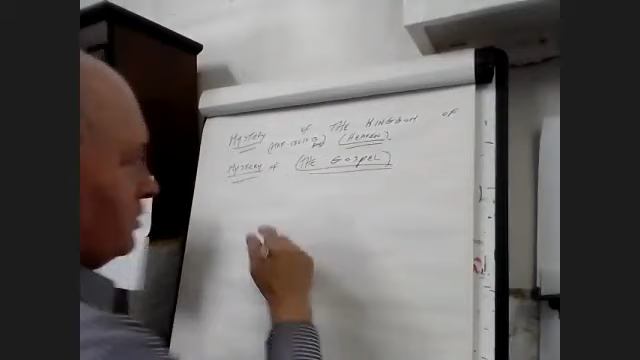 MYSTERY of THE KINGDOM OF
(HEAVEN)
MYSTERY of (THE GOSPEL)